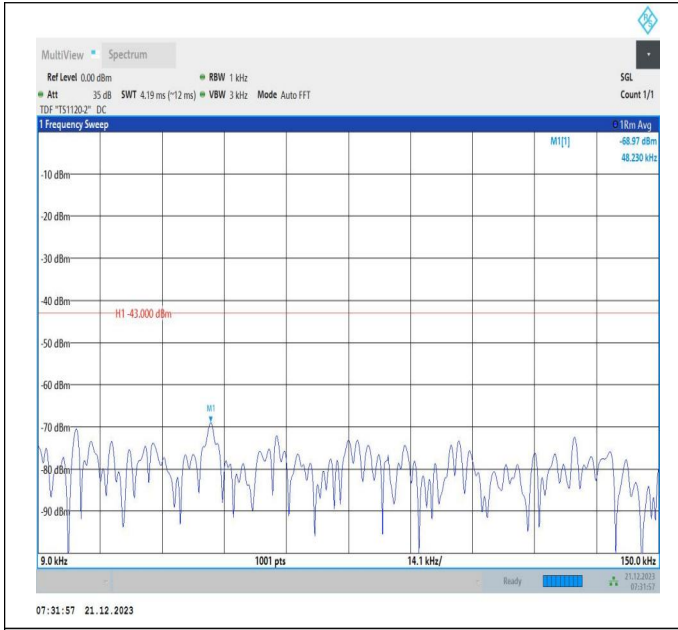 R S
MultiView Spectrum
Ref Level 0.00 dBm RBW 1 kHz SGL
Att 35 dB SWT 4.19 ms (~12 ms) VBW 3 kHz Mode Auto FFT Count 1/1
TDF "TS1120-2" DC
1 Frequency Sweep 1Rm Avg
M1[1] -68.97 dBm
48.230 kHz
-10 dBm
-20 dBm
-30 dBm
-40 dBm
H1 -43.000 dBm
-50 dBm
-60 dBm
M1
-70 dBm
-80 dBm
-90 dBm
9.0 kHz 1001 pts 14.1 kHz/ 150.0 kHz
Ready 21.12.2023
07:31:57
07:31:57 21.12.2023